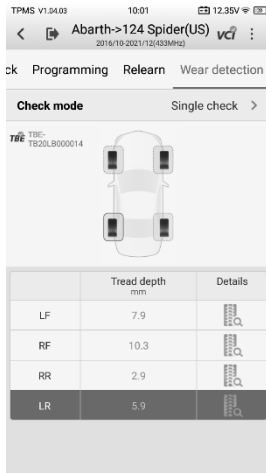 TPMS V1.04.03 10:01 12.35V
Abarth->124 Spider(US) VCI
2016/10-2021/12(433MHz)
ck Programming Relearn Wear detection
Check mode Single check >
TBE TBE-
TB20LB000014
Tread depth Details
mm
LF 7.9
RF 10.3
RR 2.9
LR 5.9